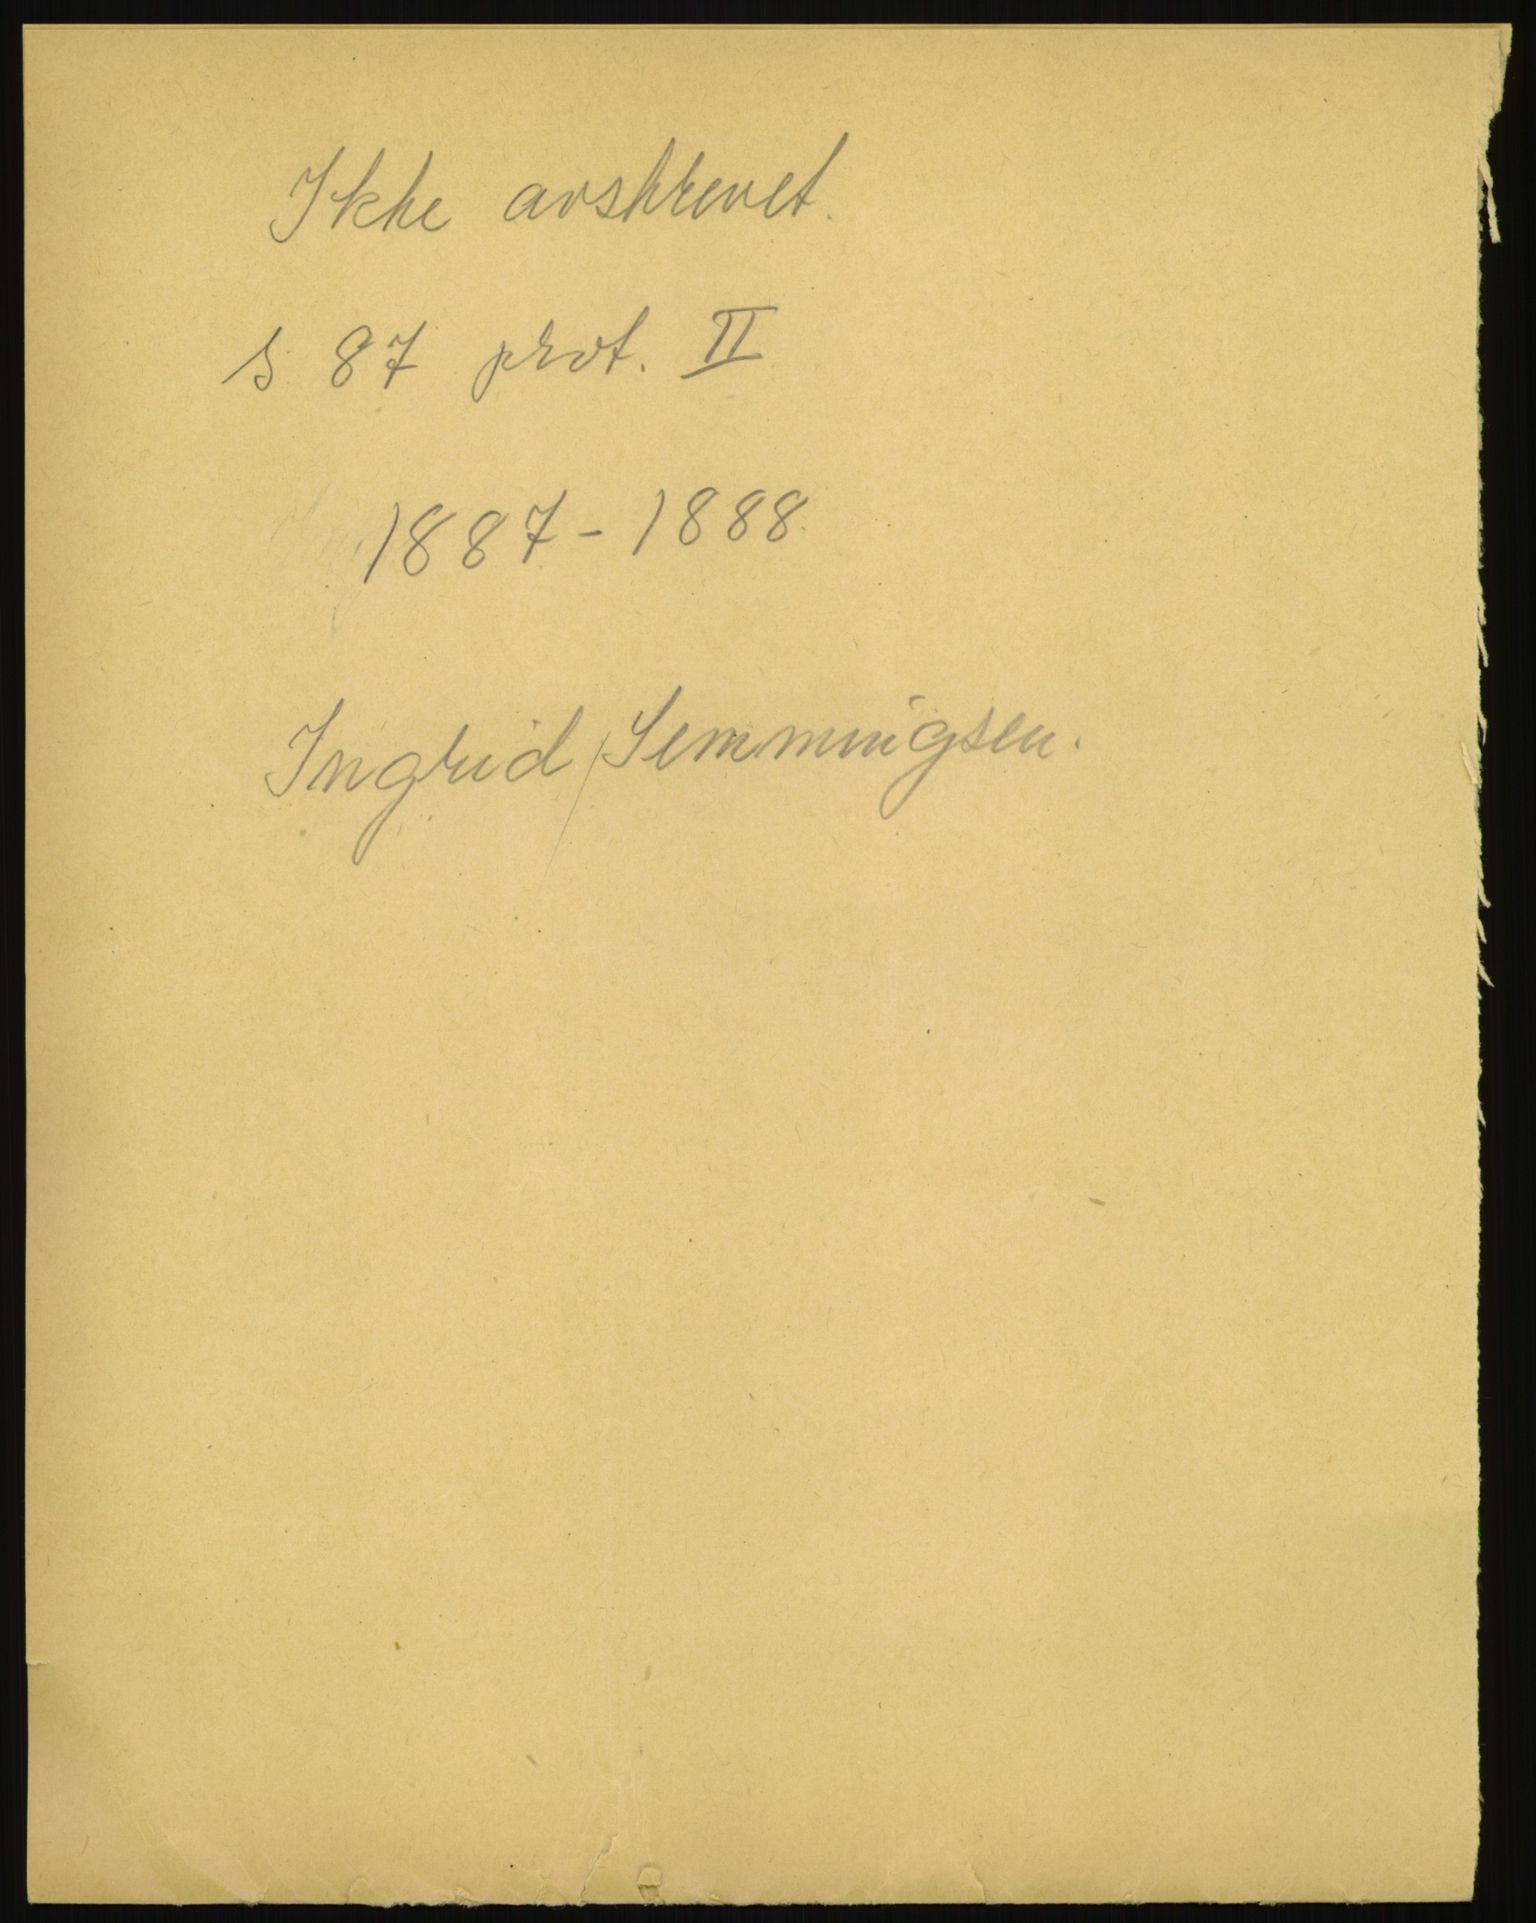 Ikke avskrevet.
s 87 prot. II
1887-1888.
Ingrid Semmingsen.